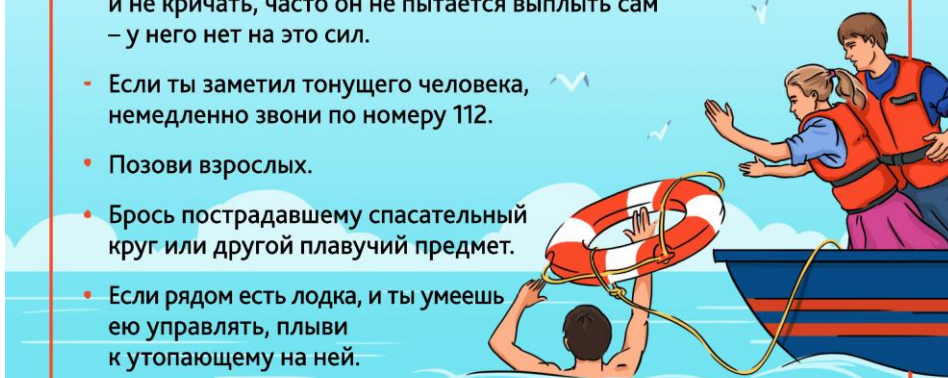 и не кричать, часто он не пытается выплыть сам
– у него нет на это сил.
- Если ты заметил тонущего человека,
немедленно звони по номеру 112.
• Позови взрослых.
• Брось пострадавшему спасательный
круг или другой плавучий предмет.
• Если рядом есть лодка, и ты умеешь
ею управлять, плыви
к утопающему на ней.